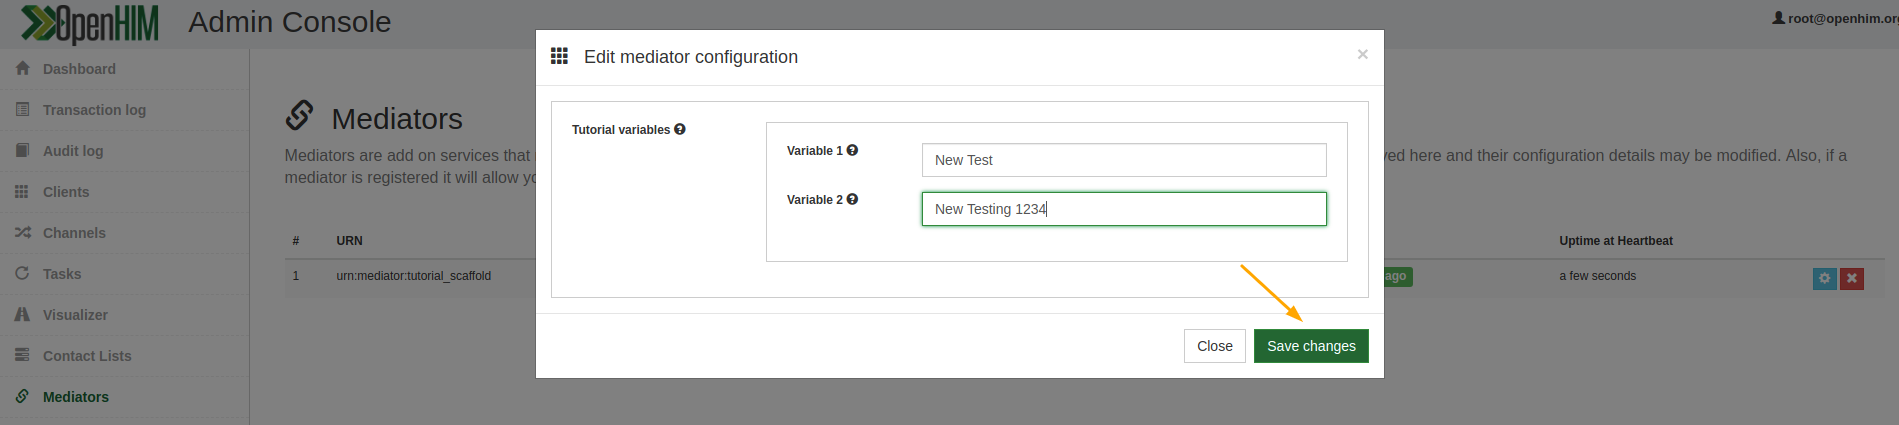 OpenHIM Admin Console
root@openhim.org
Dashboard
Transaction log
Audit log
Clients
Channels
Tasks
Visualizer
Contact Lists
Mediators
Mediators
Mediators are add on services that
ved here and their configuration details may be modified. Also, if a
mediator is registered it will allow
# URN Uptime at Heartbeat
1 urn:mediator:tutorial_scaffold ago a few seconds
Edit mediator configuration ×
Tutorial variables
Variable 1 New Test
Variable 2 New Testing 1234
Close Save changes